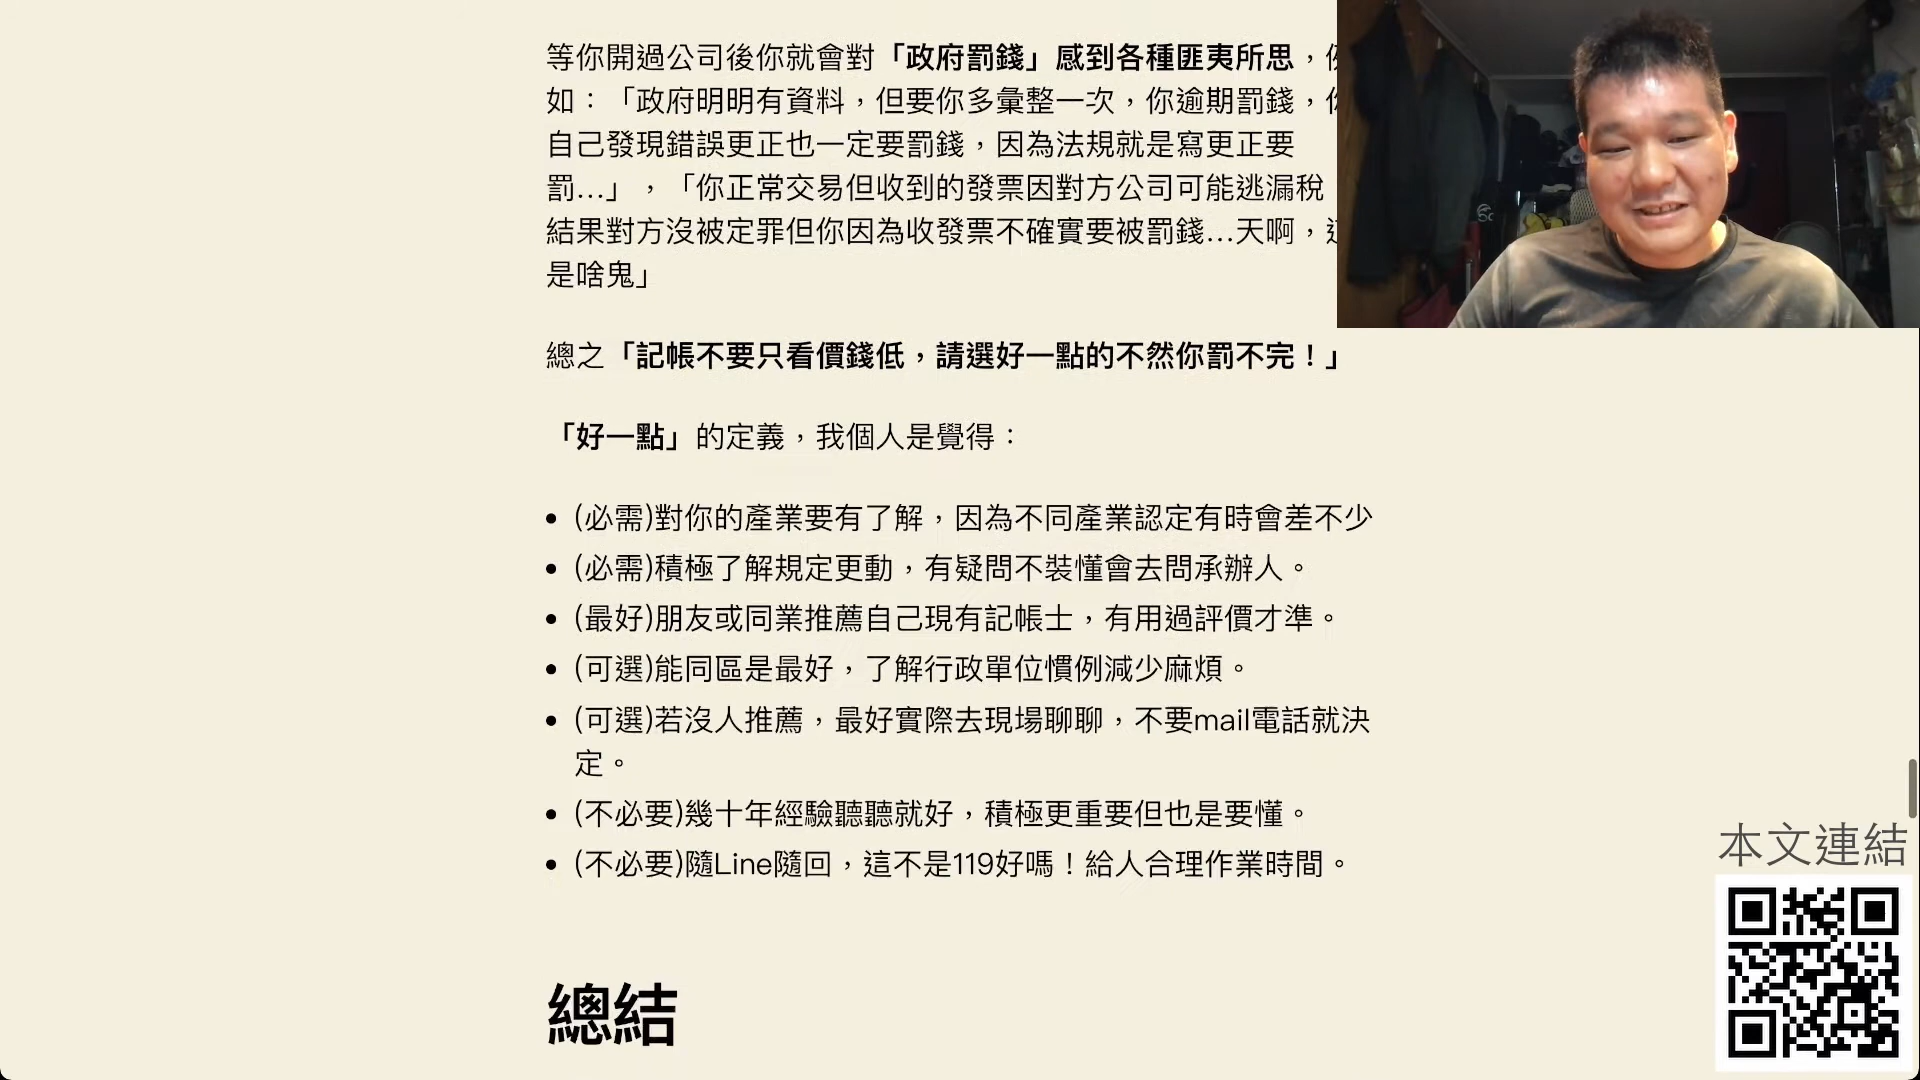 等你開過公司後你就會對「政府罰錢」感到各種匪夷所思，
如：「政府明明有資料，但要你多彙整一次，你逾期罰錢，
自己發現錯誤更正也一定要罰錢，因為法規就是寫更正要
罰...」，「你正常交易但收到的發票因對方公司可能逃漏稅
結果對方沒被定罪但你因為收發票不確實要被罰錢...天啊，
是啥鬼」
總之「記帳不要只看價錢低，請選好一點的不然你罰不完！」
「好一點」的定義，我個人是覺得：
• (必需)對你的產業要有了解，因為不同產業認定有時會差不少
• (必需)積極了解規定更動，有疑問不裝懂會去問承辦人。
• (最好)朋友或同業推薦自己現有記帳士，有用過評價才準。
• (可選)能同區是最好，了解行政單位慣例減少麻煩。
• (可選)若沒人推薦，最好實際去現場聊聊，不要mail電話就決
定。
• (不必要)幾十年經驗聽聽就好，積極更重要但也是要懂。
• (不必要)隨Line隨回，這不是119好嗎！給人合理作業時間。
總結
本文連結